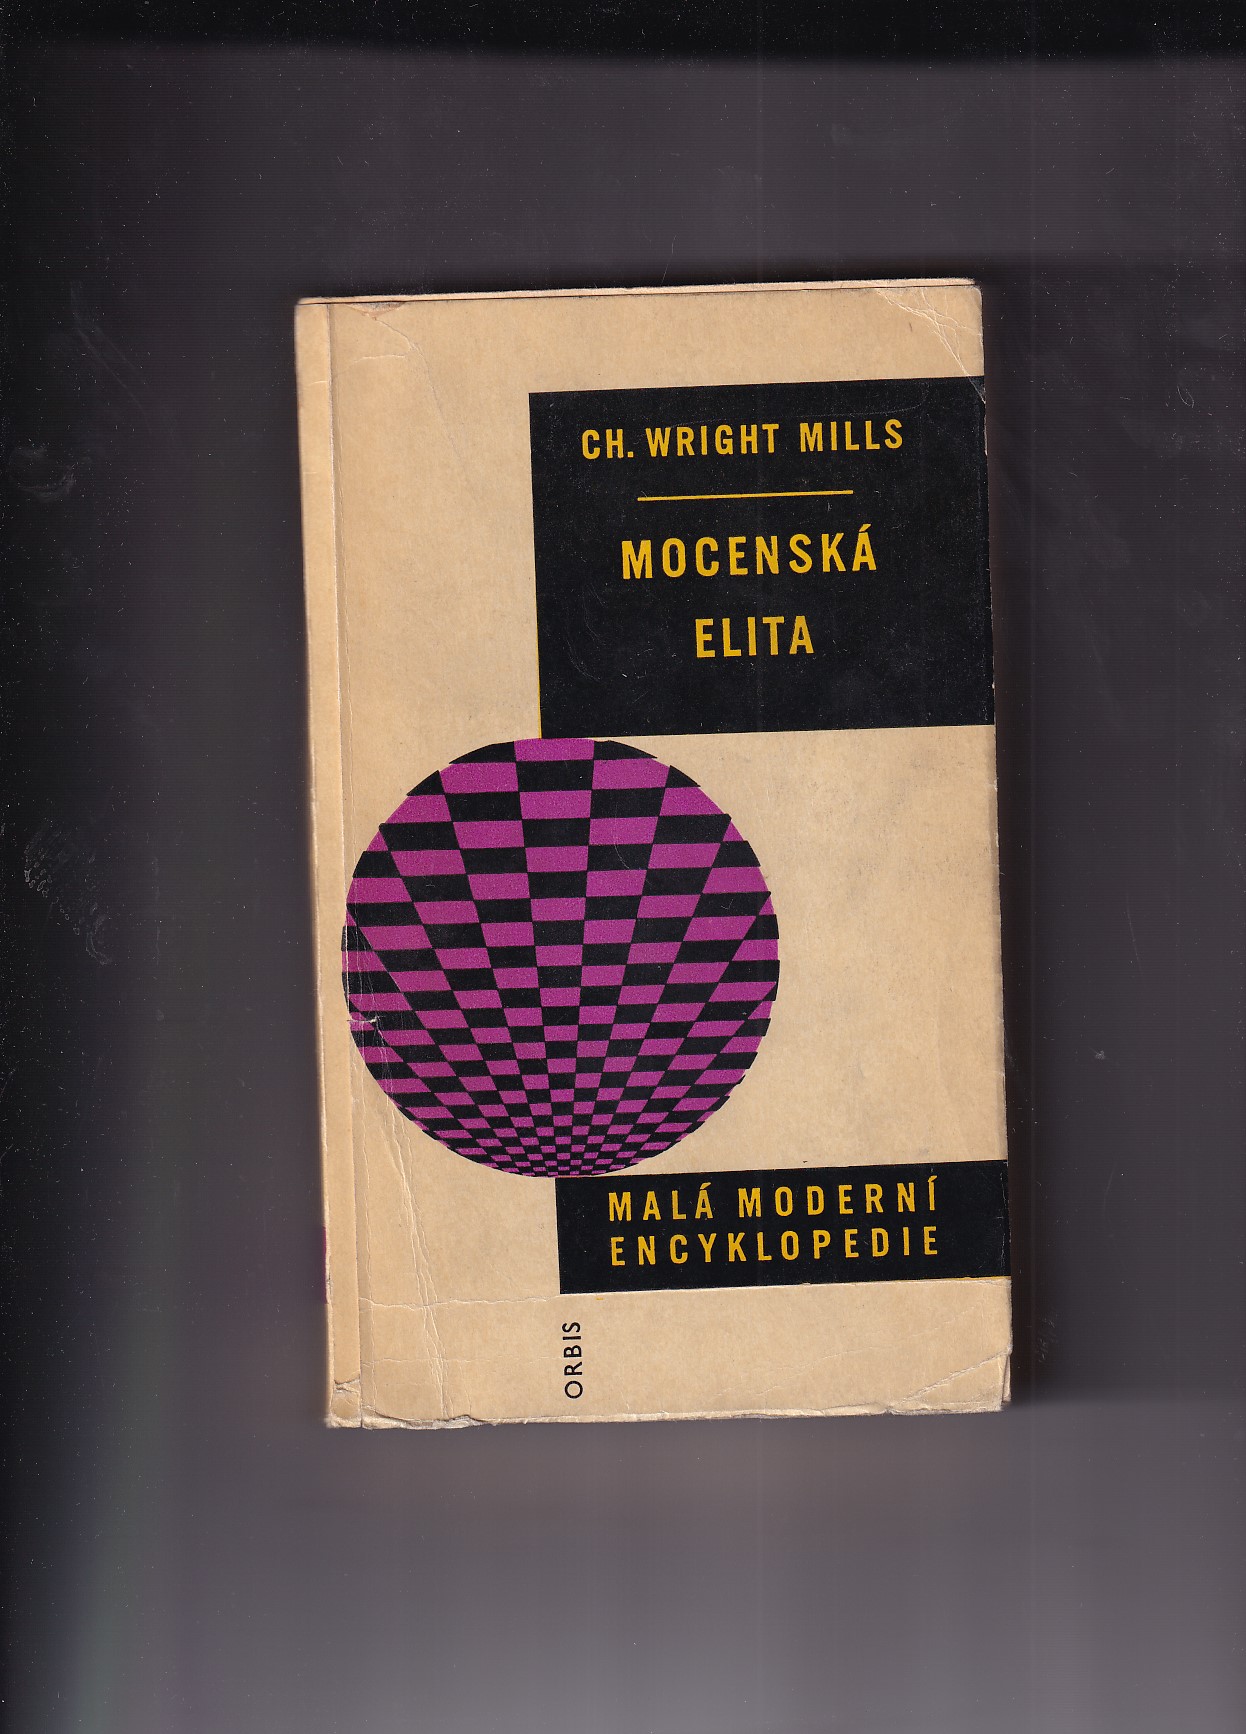 CH. WRIGHT MILLS
MOCENSKÁ
ELITA
MALÁ MODERNÍ
ENCYKLOPEDIE
ORBIS